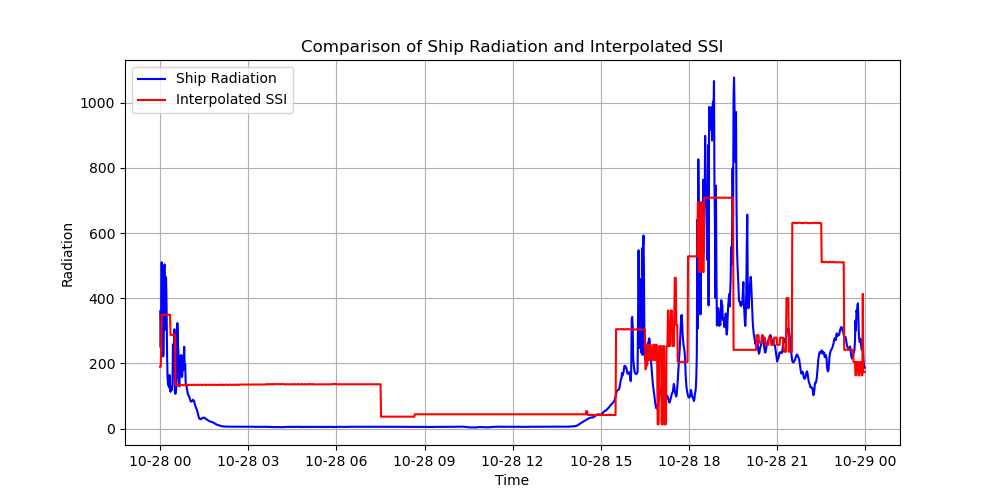 Comparison of Ship Radiation and Interpolated SSI
Ship Radiation
Interpolated SSI
Radiation
1000
800
600
400
200
0
10-28 00 10-28 03 10-28 06 10-28 09 10-28 12 10-28 15 10-28 18 10-28 21 10-29 00
Time